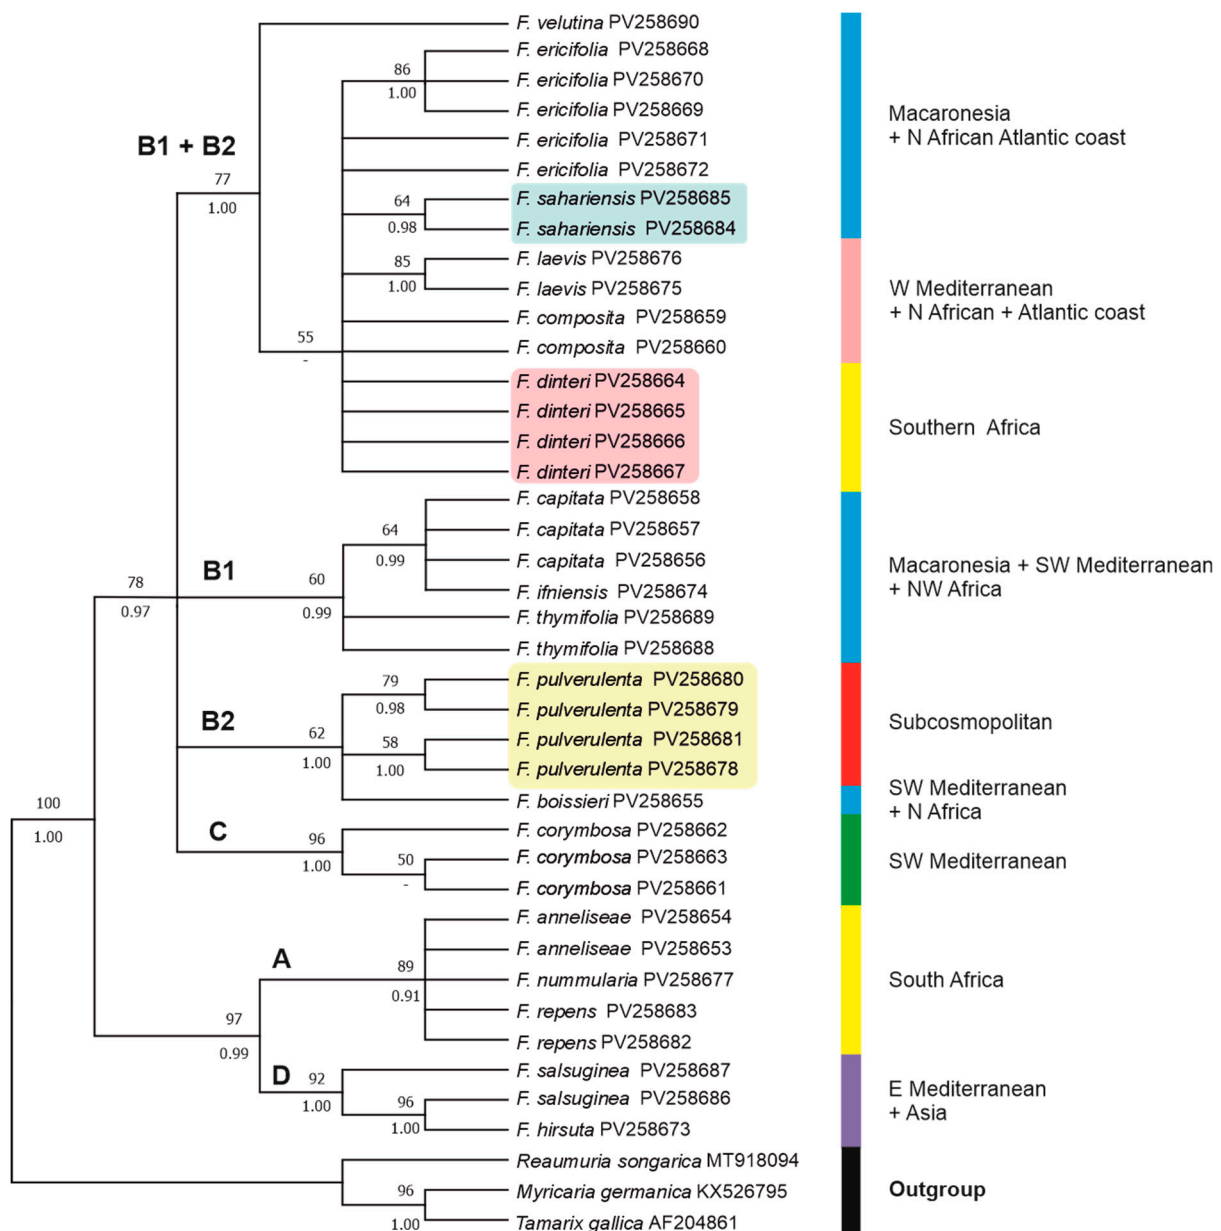 F. velutina PV258690
F. ericifolia PV258668
86
F. ericifolia PV258670
1.00
F. ericifolia PV258669
Macaronesia
+ N African Atlantic coast
B1 + B2
F. ericifolia PV258671
77
F. ericifolia PV258672
1.00
64
F. sahariensis PV258685
0.98
F. sahariensis PV258684
85
F. laevis PV258676
1.00
F. laevis PV258675
W Mediterranean
+ N African + Atlantic coast
F. composita PV258659
55
F. composita PV258660
-
F. dinteri PV258664
F. dinteri PV258665
Southern Africa
F. dinteri PV258666
F. dinteri PV258667
F. capitata PV258658
64
F. capitata PV258657
0.99
F. capitata PV258656
Macaronesia + SW Mediterranean
+ NW Africa
78
B1
60
F. ifniensis PV258674
0.97
0.99
F. thymifolia PV258689
F. thymifolia PV258688
79
F. pulverulenta PV258680
0.98
F. pulverulenta PV258679
Subcosmopolitan
B2
62
58
F. pulverulenta PV258681
1.00
1.00
F. pulverulenta PV258678
SW Mediterranean
+ N Africa
100
F. boissieri PV258655
1.00
C
96
F. corymbosa PV258662
1.00
50
F. corymbosa PV258663
SW Mediterranean
-
F. corymbosa PV258661
F. anneliseae PV258654
A
F. anneliseae PV258653
89
F. nummularia PV258677
South Africa
0.91
F. repens PV258683
97
F. repens PV258682
0.99
D
92
F. salsuginea PV258687
1.00
96
F. salsuginea PV258686
E Mediterranean
+ Asia
1.00
F. hirsuta PV258673
Reaumuria songarica MT918094
96
Myricaria germanica KX526795
Outgroup
1.00
Tamarix gallica AF204861